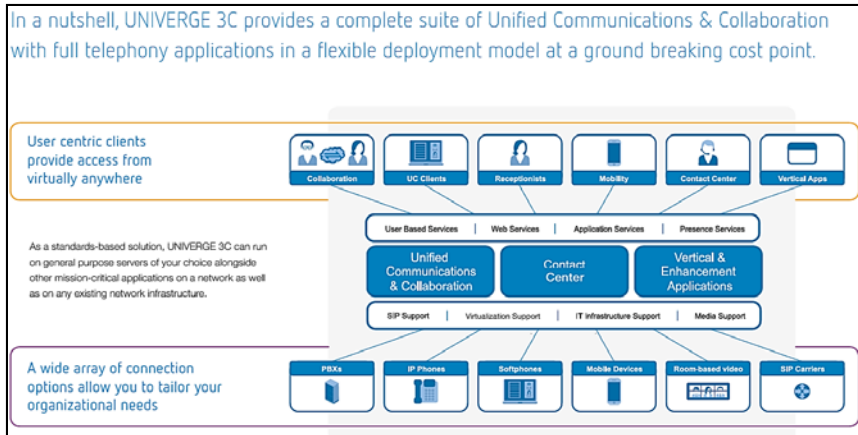 In a nutshell, UNIVERGE 3C provides a complete suite of Unified Communications & Collaboration
with full telephony applications in a flexible deployment model at a ground breaking cost point.
User centric clients
provide access from
virtually anywhere
Collaboration
UC Clients
Receptionists
Mobility
Contact Center
Vertical Apps
As a standards-based solution, UNIVERGE 3C can run
on general purpose servers of your choice alongside
other mission-critical applications on a network as well
as on any existing network infrastructure.
User Based Services | Web Services | Application Services | Presence Services
Unified
Communications
& Collaboration
Contact
Center
Vertical &
Enhancement
Applications
SIP Support | Virtualization Support | IT infrastructure Support | Media Support
A wide array of connection
options allow you to tailor your
organizational needs
PBXs
IP Phones
Softphones
Mobile Devices
Room-based video
SIP Carriers